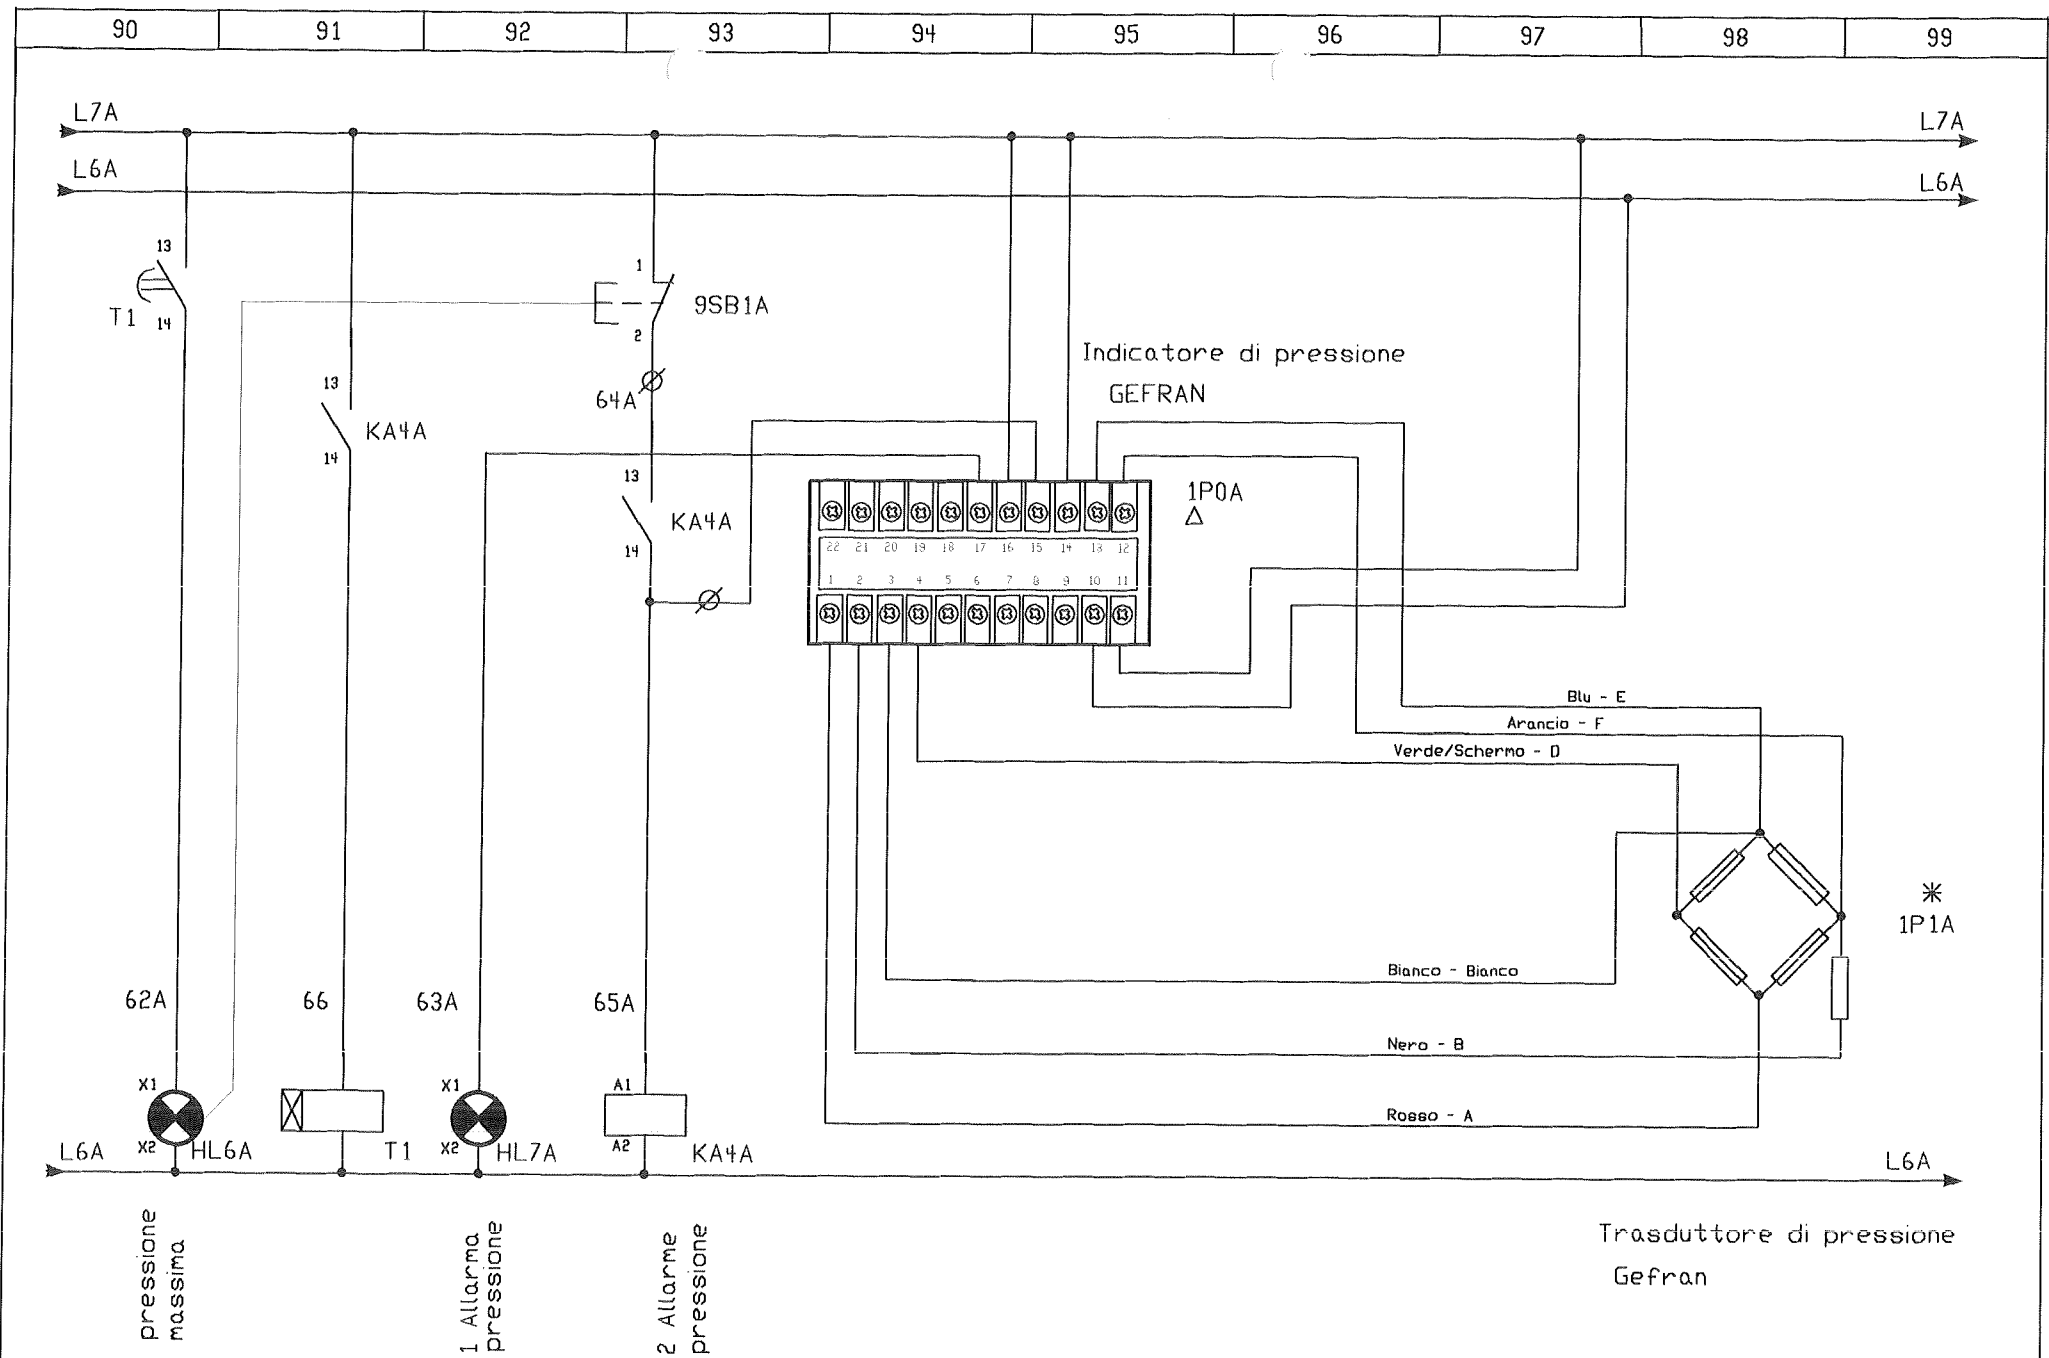 90 91 92 93 94 95 96 97 98 99
L7A L7A
L6A L6A
13
T1
14
1
9SB1A
2
64A
Indicatore di pressione
GEFRAN
13
KA4A
14
13
KA4A
14
1P0A
22 21 20 19 18 17 16 15 14 13 12
1 2 3 4 5 6 7 8 9 10 11
Blu - E
Arancio - F
Verde/Schermo - D
1P1A
Bianco - Bianco
62A 66 63A 65A
Nero - B
X1 X1 A1
Rosso - A
X2 HL6A T1 X2 HL7A A2 KA4A
L6A L6A
pressione
massima
1 Allarma
pressione
2 Allarme
pressione
Trasduttore di pressione
Gefran